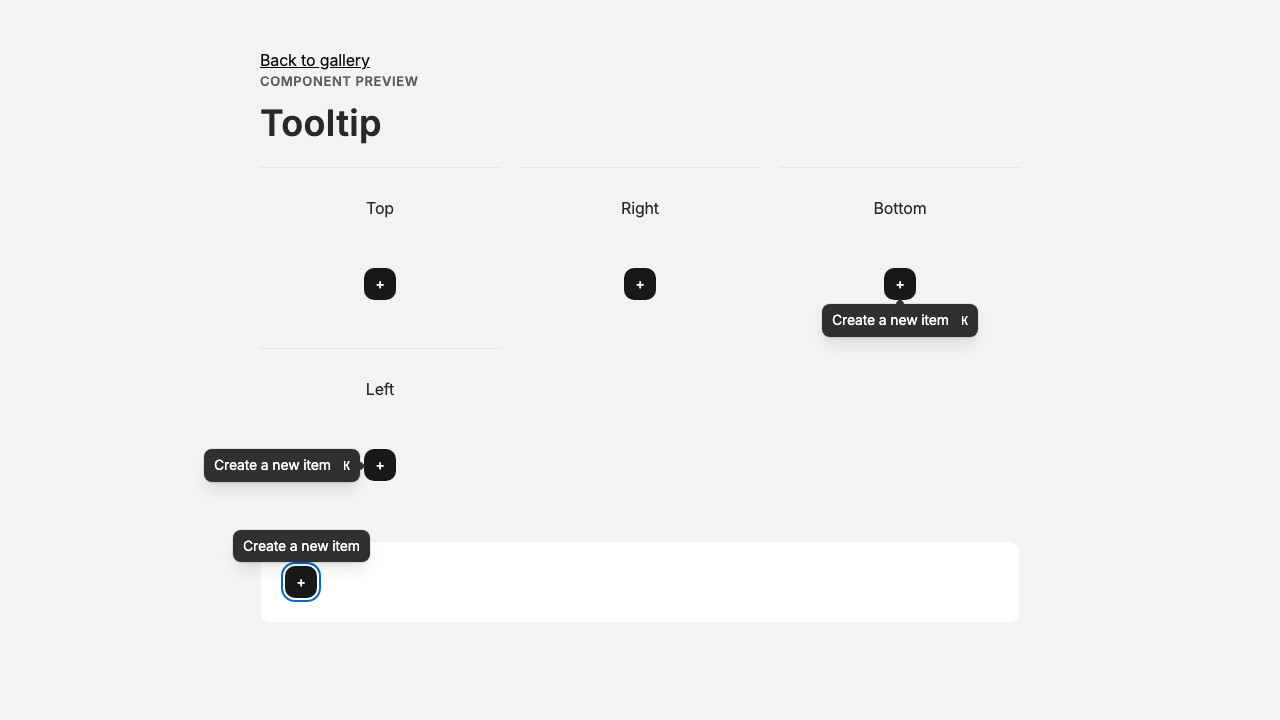 Back to gallery
COMPONENT PREVIEW
Tooltip
Top
Right
Bottom
+
+
+
Create a new item K
Left
Create a new item K
+
Create a new item
+